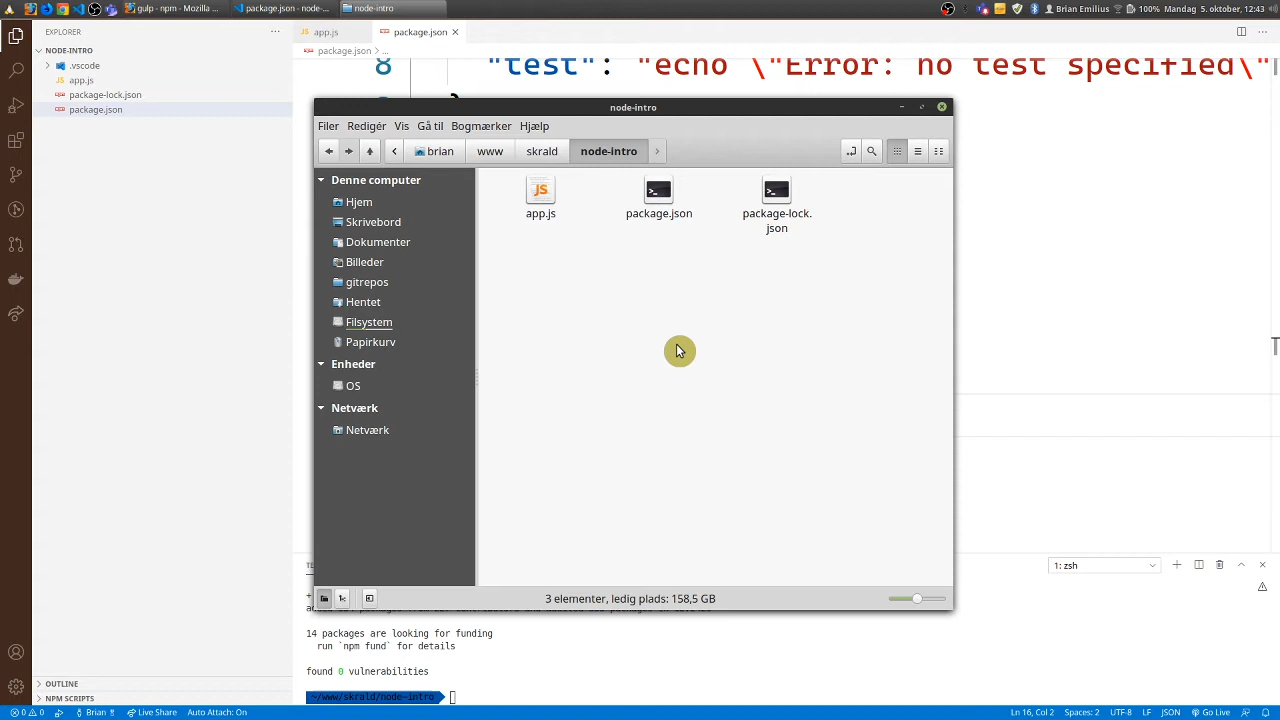 gulp - npm - Mozilla ...
package.json - node-...
node-intro
Brian Emilius
100%
Mandag 5. oktober, 12:43
EXPLORER
NODE-INTRO
.vscode
app.js
package-lock.json
package.json
OUTLINE
NPM SCRIPTS
app.js
package.json
package.json > ...
8 "test": "echo \"Error: no test specified\"
node-intro
Filer Redigér Vis Gå til Bogmærker Hjælp
brian www skrald node-intro
Denne computer
Hjem
Skrivebord
Dokumenter
Billeder
gitrepos
Hentet
Filsystem
Papirkurv
Enheder
OS
Netværk
Netværk
app.js
package.json
package-lock.
json
3 elementer, ledig plads: 158,5 GB
1: zsh
14 packages are looking for funding
run `npm fund` for details
found 0 vulnerabilities
~/www/skrald/node-intro
0 0 Brian Live Share Auto Attach: On
Ln 16, Col 2 Spaces: 2 UTF-8 LF JSON Go Live